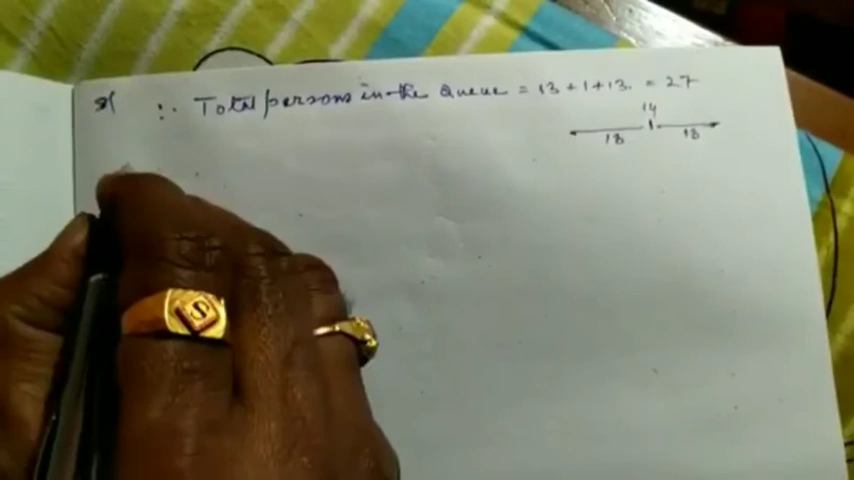 ∴ Total persons in the Queue = 13 + 1 + 13. = 27
14
13 13
S